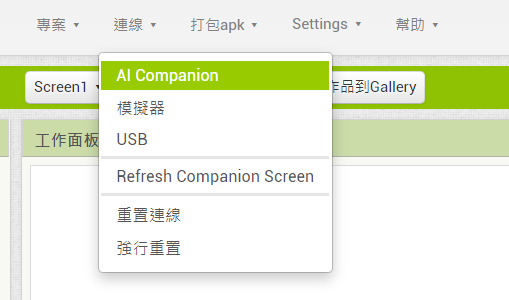 專案 連線 打包apk Settings 幫助
Screen1 作品到Gallery
AI Companion
模擬器
工作面板
USB
Refresh Companion Screen
重置連線
強行重置